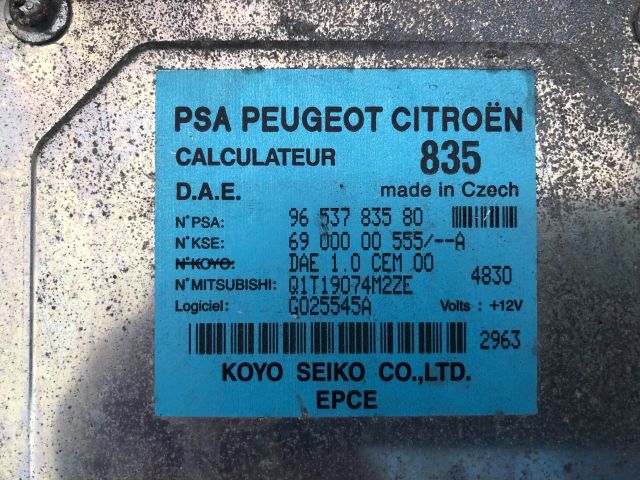 PSA PEUGEOT CITROËN
CALCULATEUR 835
D.A.E. made in Czech
N°PSA: 96 537 835 80
N°KSE: 69 000 00 555/--A
N°KOYO: DAE 1.0 CEM 00
N°MITSUBISHI: Q1T19074M2ZE 4830
Logiciel: G025545A Volts : +12V
2963
KOYO SEIKO CO.,LTD.
EPCE